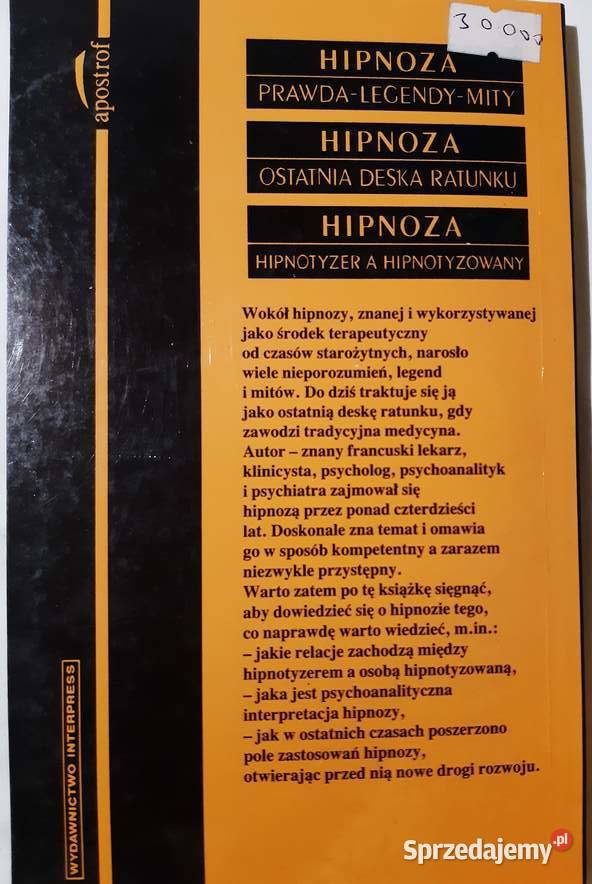 30.000
apostrof
HIPNOZA
PRAWDA-LEGENDY-MITY
HIPNOZA
OSTATNIA DESKA RATUNKU
HIPNOZA
HIPNOTYZER A HIPNOTYZOWANY
Wokół hipnozy, znanej i wykorzystywanej
jako środek terapeutyczny
od czasów starożytnych, narosło
wiele nieporozumień, legend
i mitów. Do dziś traktuje się ją
jako ostatnią deskę ratunku, gdy
zawodzi tradycyjna medycyna.
Autor – znany francuski lekarz,
klinicysta, psycholog, psychoanalityk
i psychiatra zajmował się
hipnozą przez ponad czterdzieści
lat. Doskonale zna temat i omawia
go w sposób kompetentny a zarazem
niezwykle przystępny.
Warto zatem po tę książkę sięgnąć,
aby dowiedzieć się o hipnozie tego,
co naprawdę warto wiedzieć, m.in.:
– jakie relacje zachodzą między
hipnotyzerem a osobą hipnotyzowaną,
– jaka jest psychoanalityczna
interpretacja hipnozy,
– jak w ostatnich czasach poszerzono
pole zastosowań hipnozy,
otwierając przed nią nowe drogi rozwoju.
WYDAWNICTWO INTERPRESS
Sprzedajemy.pl